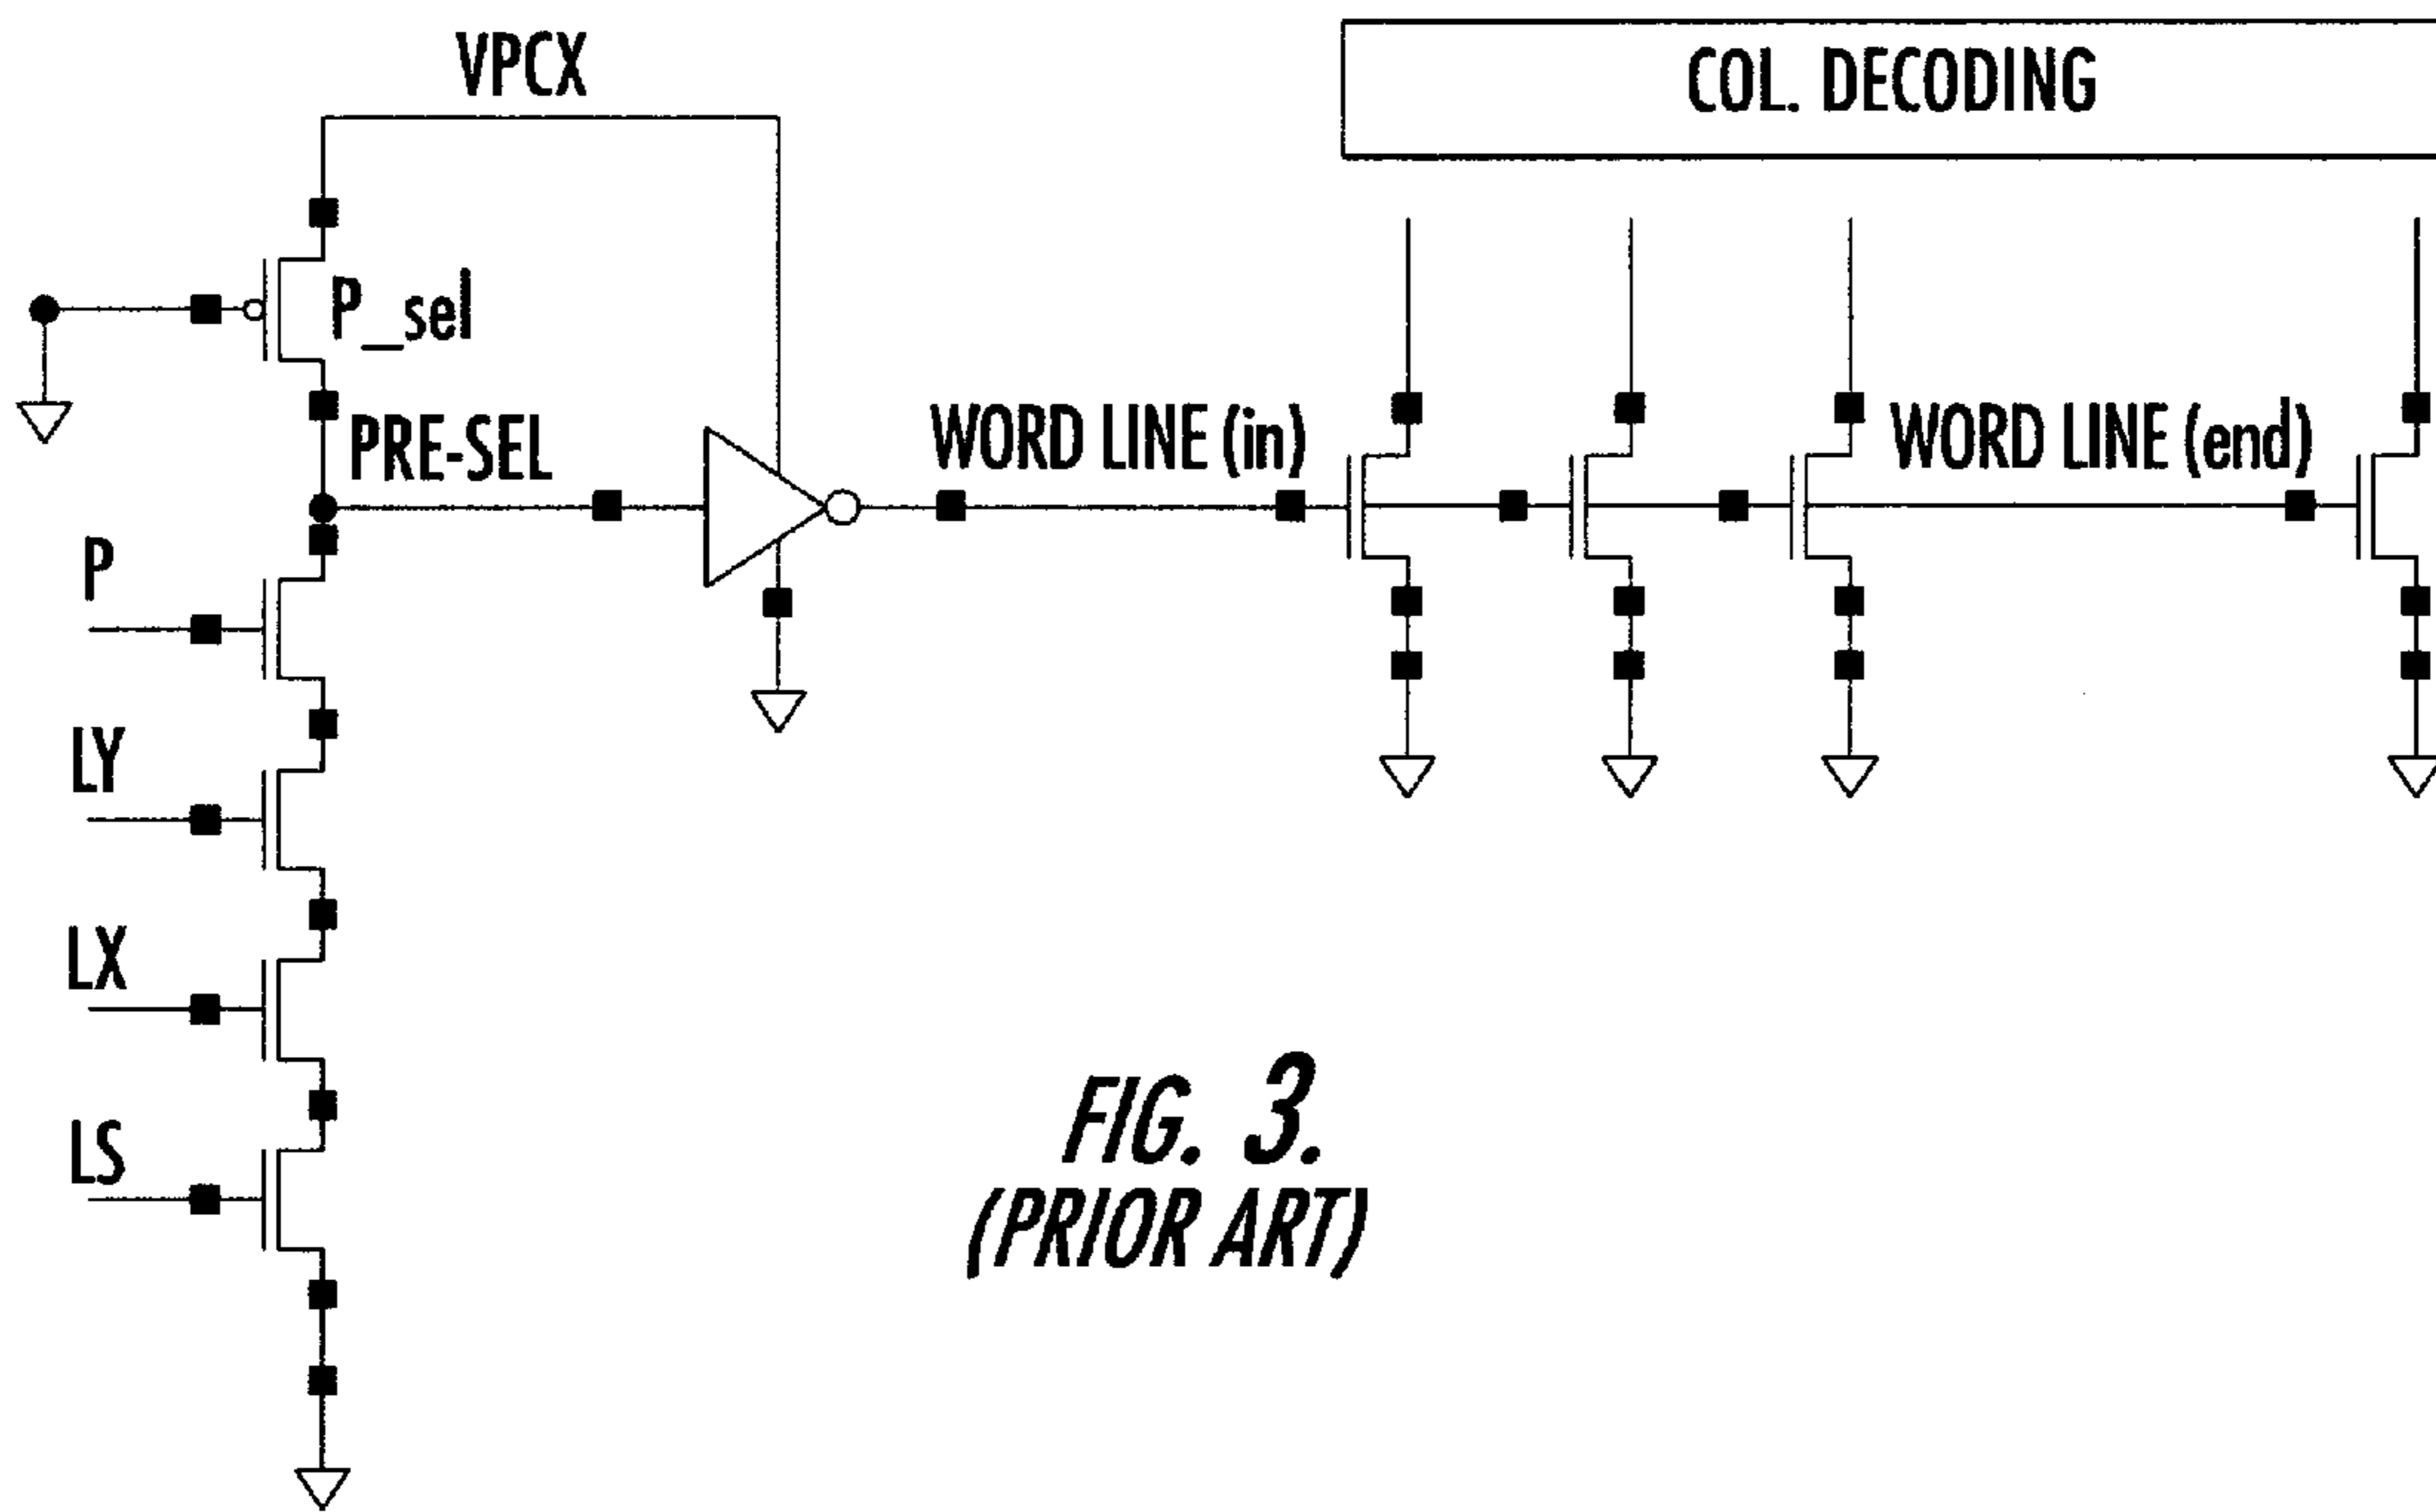 VPCX
COL. DECODING
P_sel
PRE-SEL
WORD LINE (in)
WORD LINE (end)
P
LY
LX
LS
FIG. 3.
(PRIOR ART)